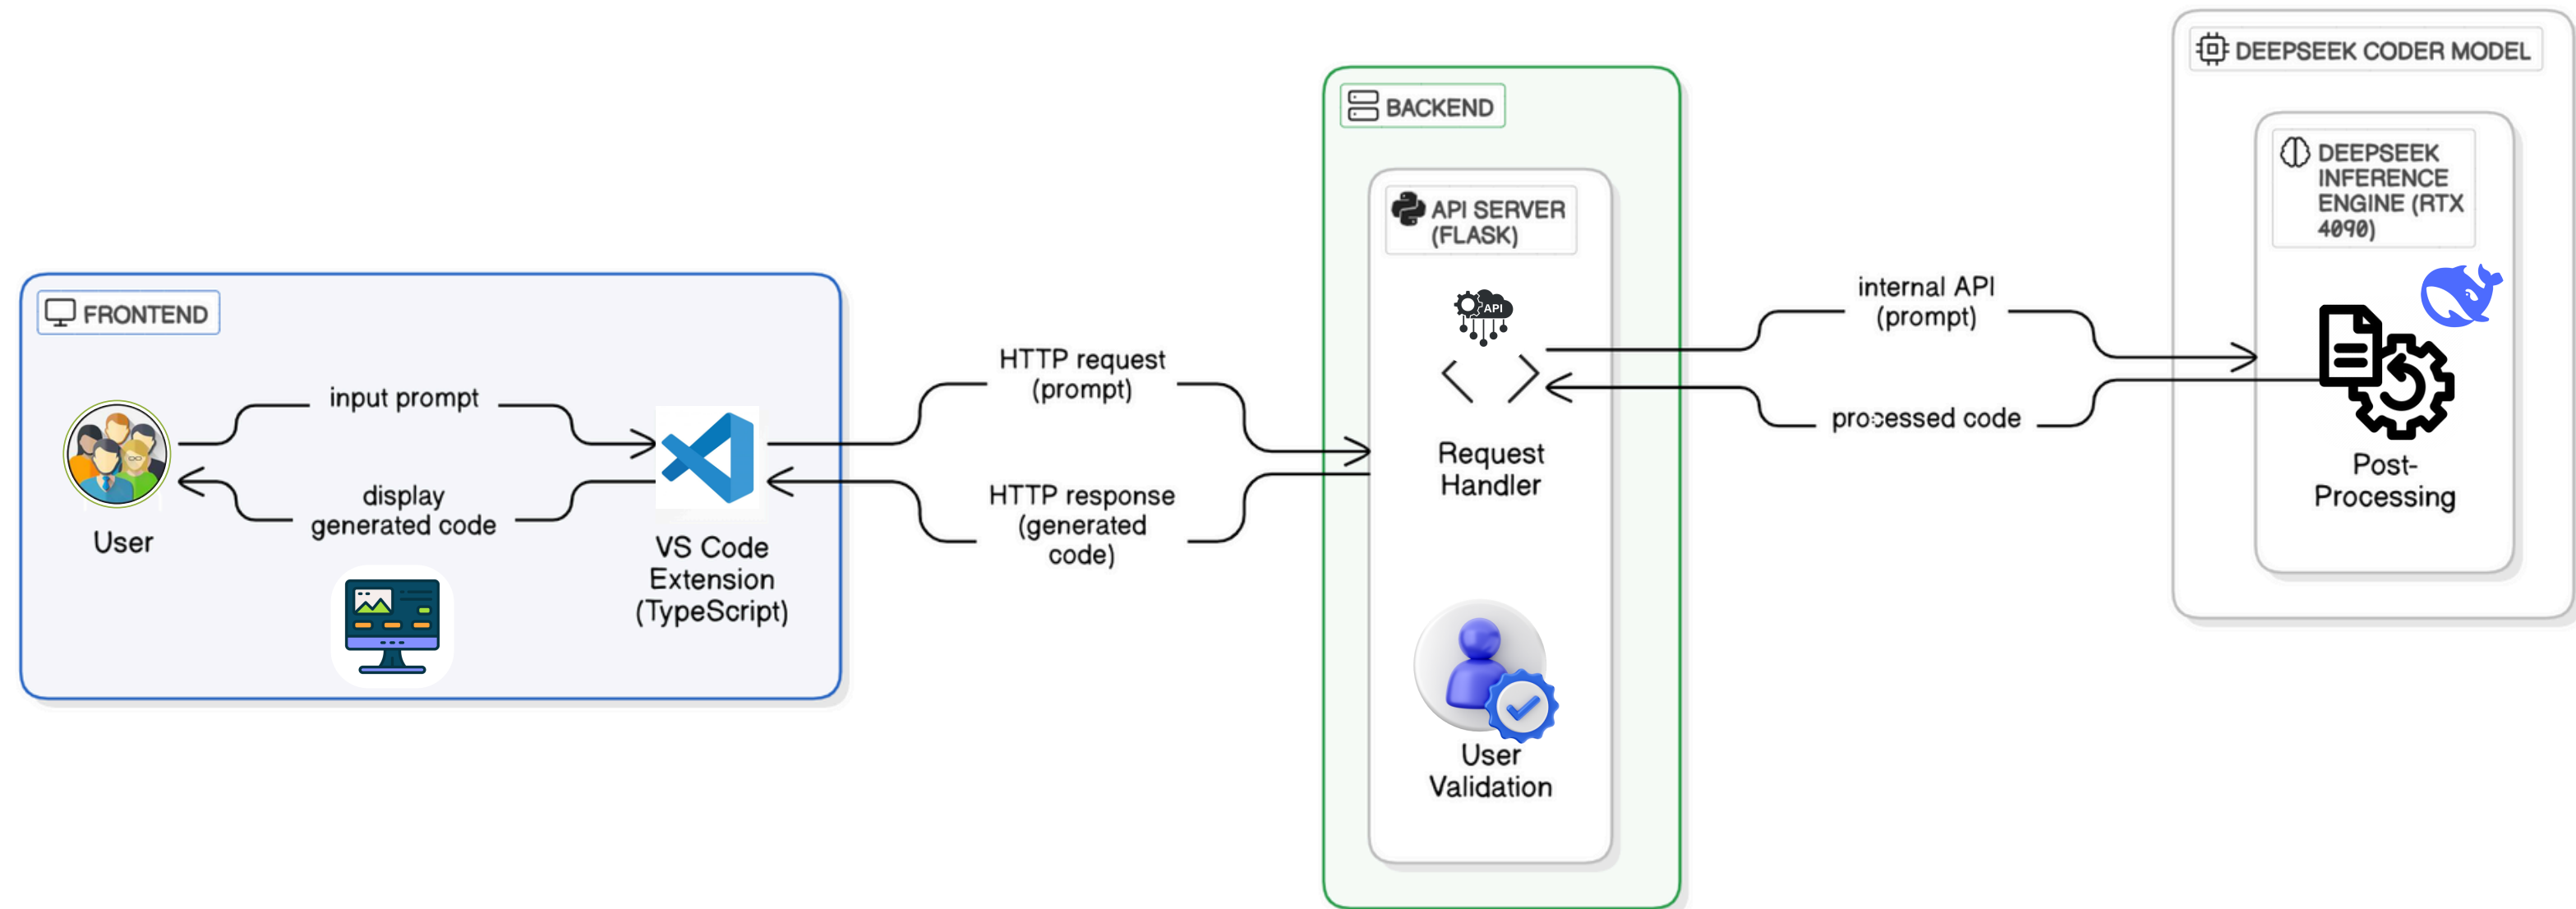 FRONTEND
input prompt
display
generated code
User
VS Code
Extension
(TypeScript)
HTTP request
(prompt)
HTTP response
(generated
code)
BACKEND
API SERVER
(FLASK)
API
Request
Handler
User
Validation
internal API
(prompt)
processed code
DEEPSEEK CODER MODEL
DEEPSEEK
INFERENCE
ENGINE (RTX
4090)
Post-
Processing